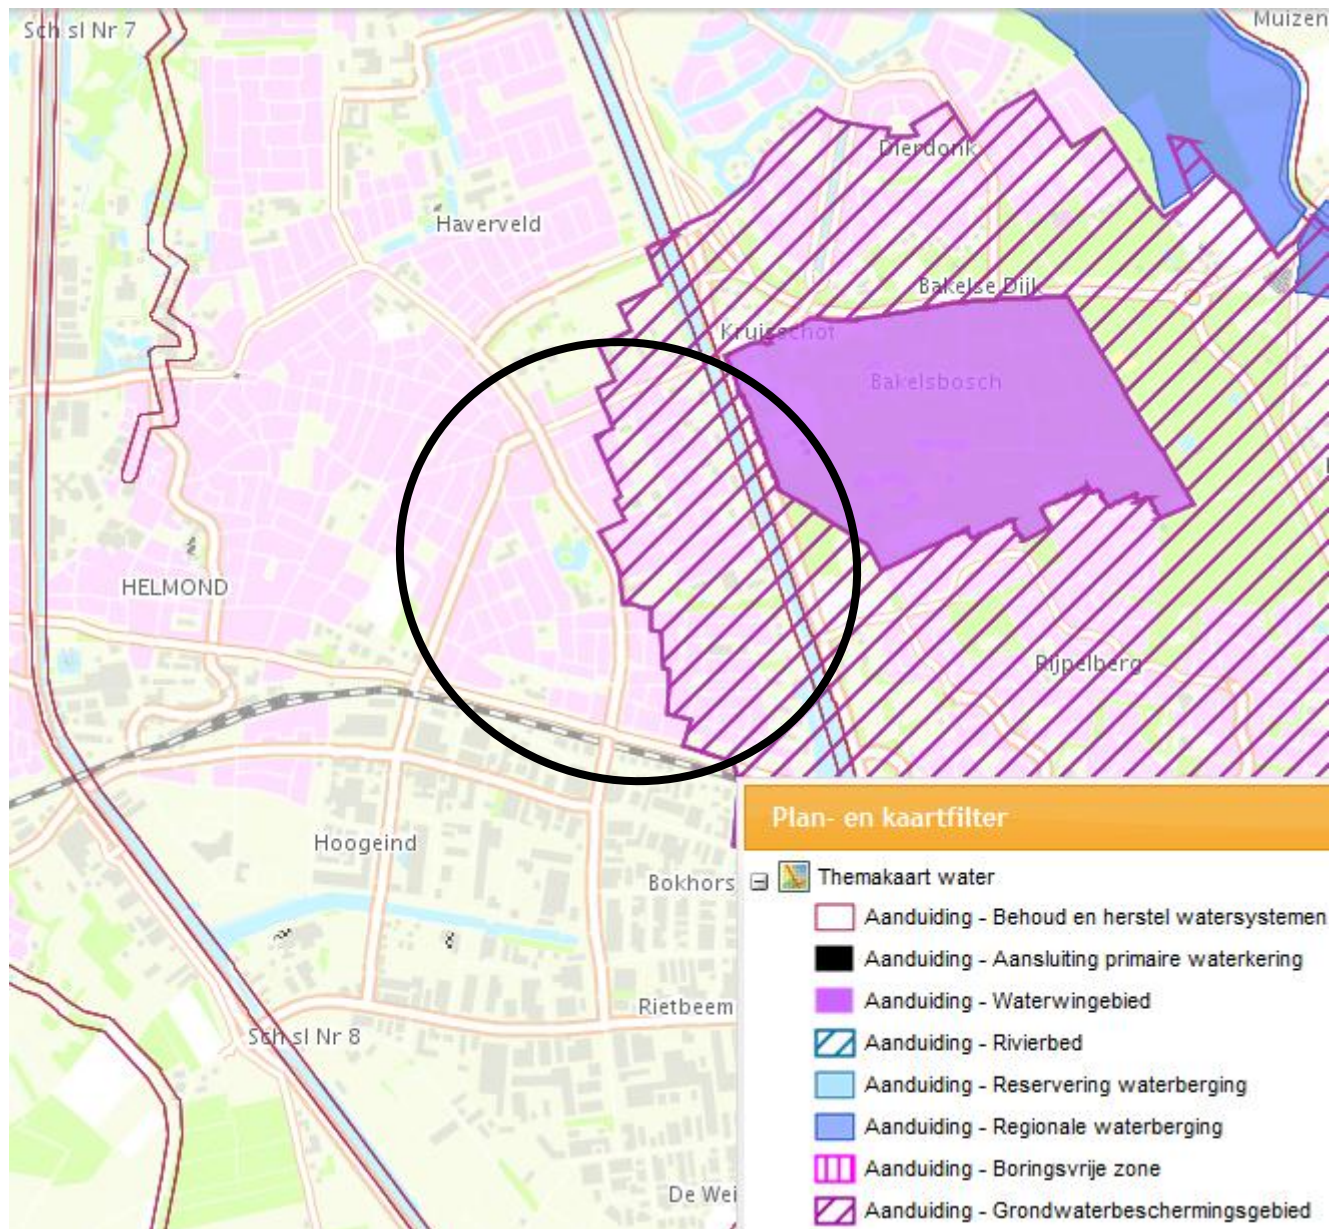 Sch sl Nr 7
Muizen
Dierdonk
Haverveld
Bakelse Dijk
Kruisschot
Bakelsbosch
HELMOND
Rijpelberg
Hoogeind
Bokhors
Rietbeem
Sch sl Nr 8
De Wei
Plan- en kaartfilter
Themakaart water
Aanduiding - Behoud en herstel watersystemen
Aanduiding - Aansluiting primaire waterkering
Aanduiding - Waterwingebied
Aanduiding - Rivierbed
Aanduiding - Reservering waterberging
Aanduiding - Regionale waterberging
Aanduiding - Boringsvrije zone
Aanduiding - Grondwaterbeschermingsgebied